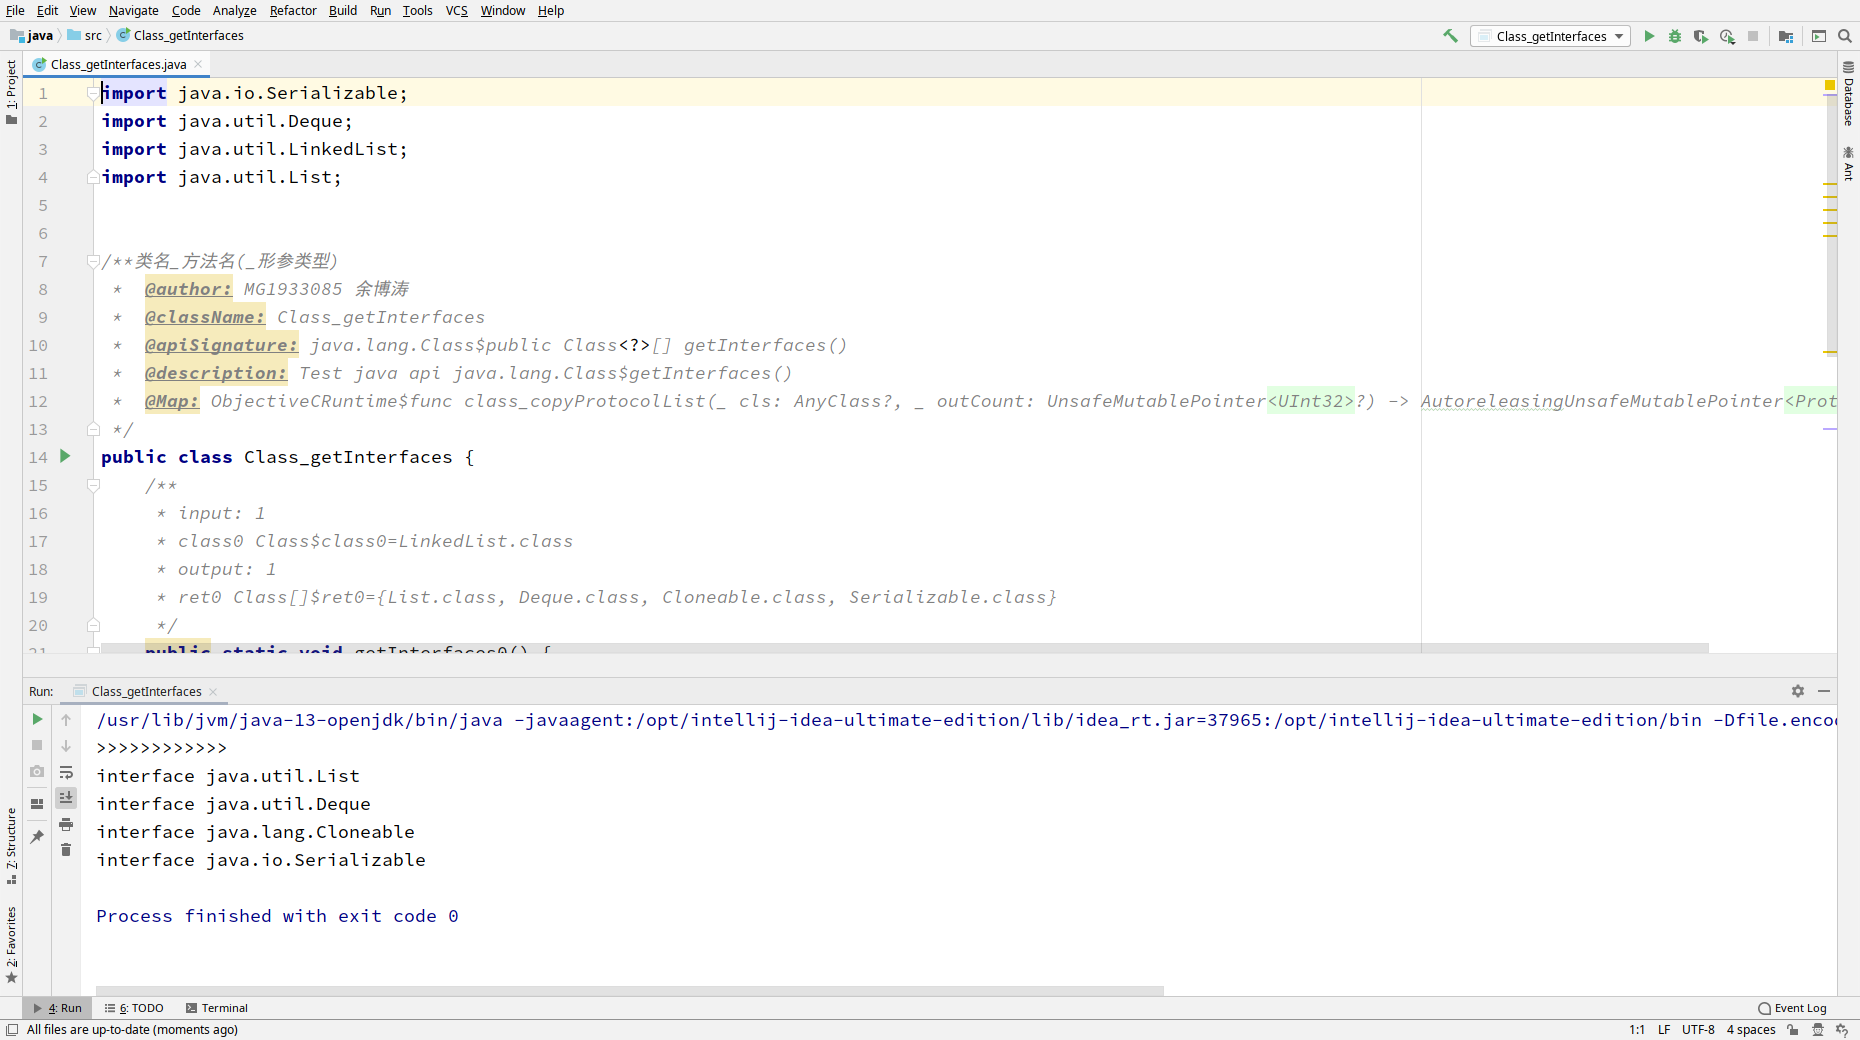 File Edit View Navigate Code Analyze Refactor Build Run Tools VCS Window Help
java src Class_getInterfaces
Class_getInterfaces
Class_getInterfaces.java
1: Project
Database
Ant
1 import java.io.Serializable;
2 import java.util.Deque;
3 import java.util.LinkedList;
4 import java.util.List;
5
6
7 /**类名_方法名(_形参类型)
8 * @author: MG1933085 余博涛
9 * @className: Class_getInterfaces
10 * @apiSignature: java.lang.Class$public Class<?>[] getInterfaces()
11 * @description: Test java api java.lang.Class$getInterfaces()
12 * @Map: ObjectiveCRuntime$func class_copyProtocolList(_ cls: AnyClass?, _ outCount: UnsafeMutablePointer<UInt32>?) -> AutoreleasingUnsafeMutablePointer<Prot
13 */
14 public class Class_getInterfaces {
15 /**
16 * input: 1
17 * class0 Class$class0=LinkedList.class
18 * output: 1
19 * ret0 Class[]$ret0={List.class, Deque.class, Cloneable.class, Serializable.class}
20 */
21 public static void getInterfaces0() {
Run: Class_getInterfaces
/usr/lib/jvm/java-13-openjdk/bin/java -javaagent:/opt/intellij-idea-ultimate-edition/lib/idea_rt.jar=37965:/opt/intellij-idea-ultimate-edition/bin -Dfile.enco
>>>>>>>>>>>>
interface java.util.List
interface java.util.Deque
interface java.lang.Cloneable
interface java.io.Serializable
Process finished with exit code 0
7: Structure
2: Favorites
4: Run 6: TODO Terminal Event Log
All files are up-to-date (moments ago) 1:1 LF UTF-8 4 spaces